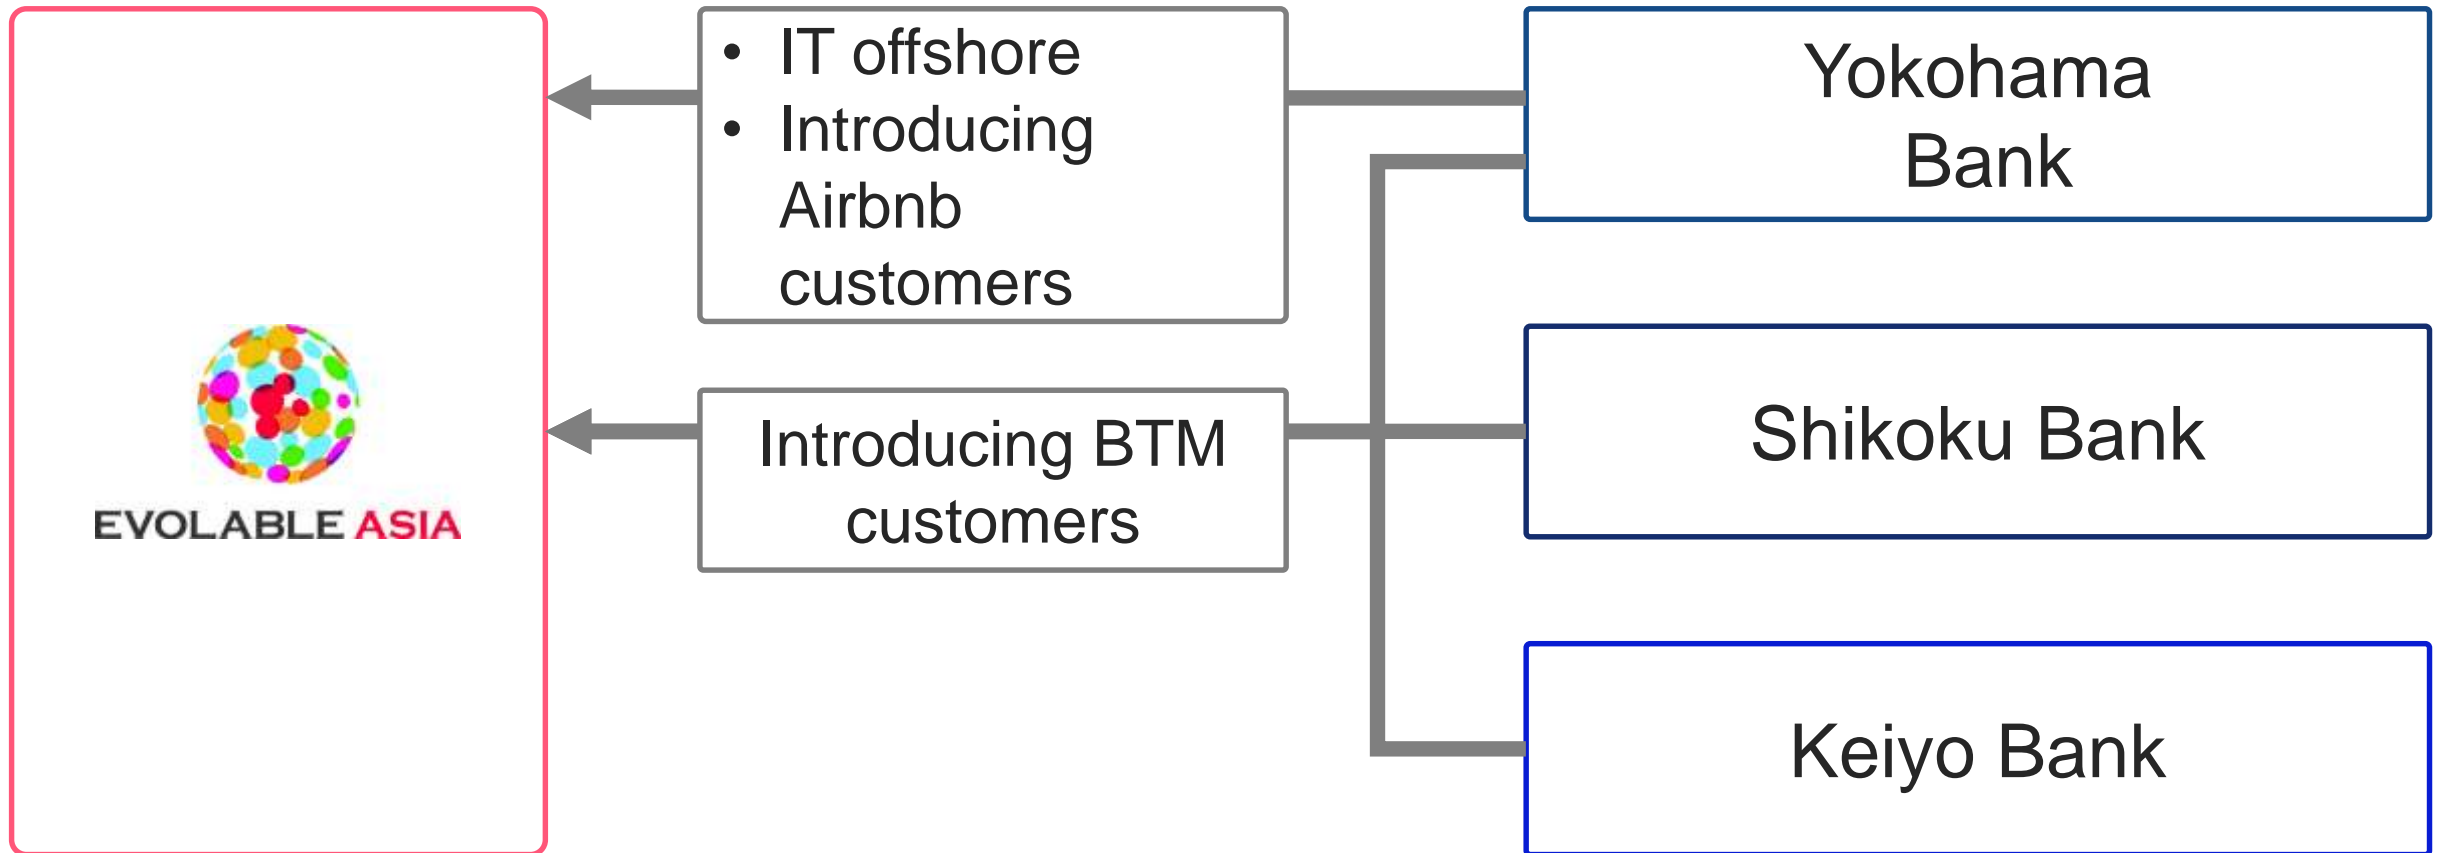 EVOLABLE ASIA
• IT offshore
• Introducing
Airbnb
customers
Introducing BTM
customers
Yokohama
Bank
Shikoku Bank
Keiyo Bank